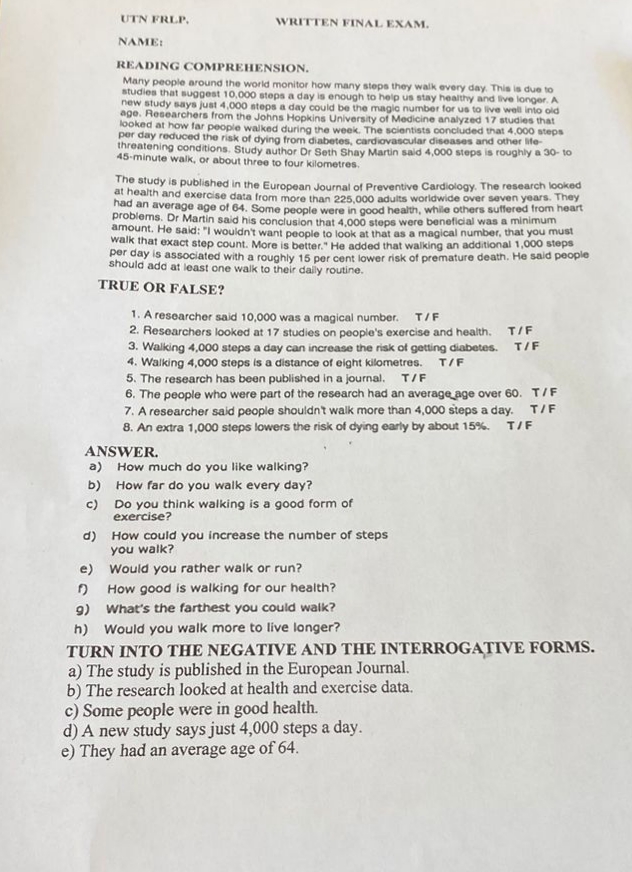 UTN FRLP. WRITTEN FINAL EXAM.
NAME:
READING COMPREHENSION.
Many people around the world monitor how many steps they walk every day. This is due to
studies that suggest 10,000 steps a day is enough to help us stay healthy and live longer. A
new study says just 4,000 steps a day could be the magic number for us to live well into old
age. Researchers from the Johns Hopkins University of Medicine analyzed 17 studies that
looked at how far people walked during the week. The scientists concluded that 4,000 steps
per day reduced the risk of dying from diabetes, cardiovascular diseases and other life-
threatening conditions. Study author Dr Seth Shay Martin said 4,000 steps is roughly a 30- to
45-minute walk, or about three to four kilometres.
The study is published in the European Journal of Preventive Cardiology. The research looked
at health and exercise data from more than 225,000 adults worldwide over seven years. They
had an average age of 64. Some people were in good health, while others suffered from heart
problems. Dr Martin said his conclusion that 4,000 steps were beneficial was a minimum
amount. He said: "I wouldn't want people to look at that as a magical number, that you must
walk that exact step count. More is better." He added that walking an additional 1,000 steps
per day is associated with a roughly 15 per cent lower risk of premature death. He said people
should add at least one walk to their daily routine.
TRUE OR FALSE?
1. A researcher said 10,000 was a magical number. T/F
2. Researchers looked at 17 studies on people's exercise and health. T/F
3. Walking 4,000 steps a day can increase the risk of getting diabetes. T/F
4. Walking 4,000 steps is a distance of eight kilometres. T/F
5. The research has been published in a journal. T/F
6. The people who were part of the research had an average age over 60. T/F
7. A researcher said people shouldn't walk more than 4,000 steps a day. T/F
8. An extra 1,000 steps lowers the risk of dying early by about 15%. T/F
ANSWER.
a) How much do you like walking?
b) How far do you walk every day?
c) Do you think walking is a good form of
exercise?
d) How could you increase the number of steps
you walk?
e) Would you rather walk or run?
f) How good is walking for our health?
g) What's the farthest you could walk?
h) Would you walk more to live longer?
TURN INTO THE NEGATIVE AND THE INTERROGATIVE FORMS.
a) The study is published in the European Journal.
b) The research looked at health and exercise data.
c) Some people were in good health.
d) A new study says just 4,000 steps a day.
e) They had an average age of 64.